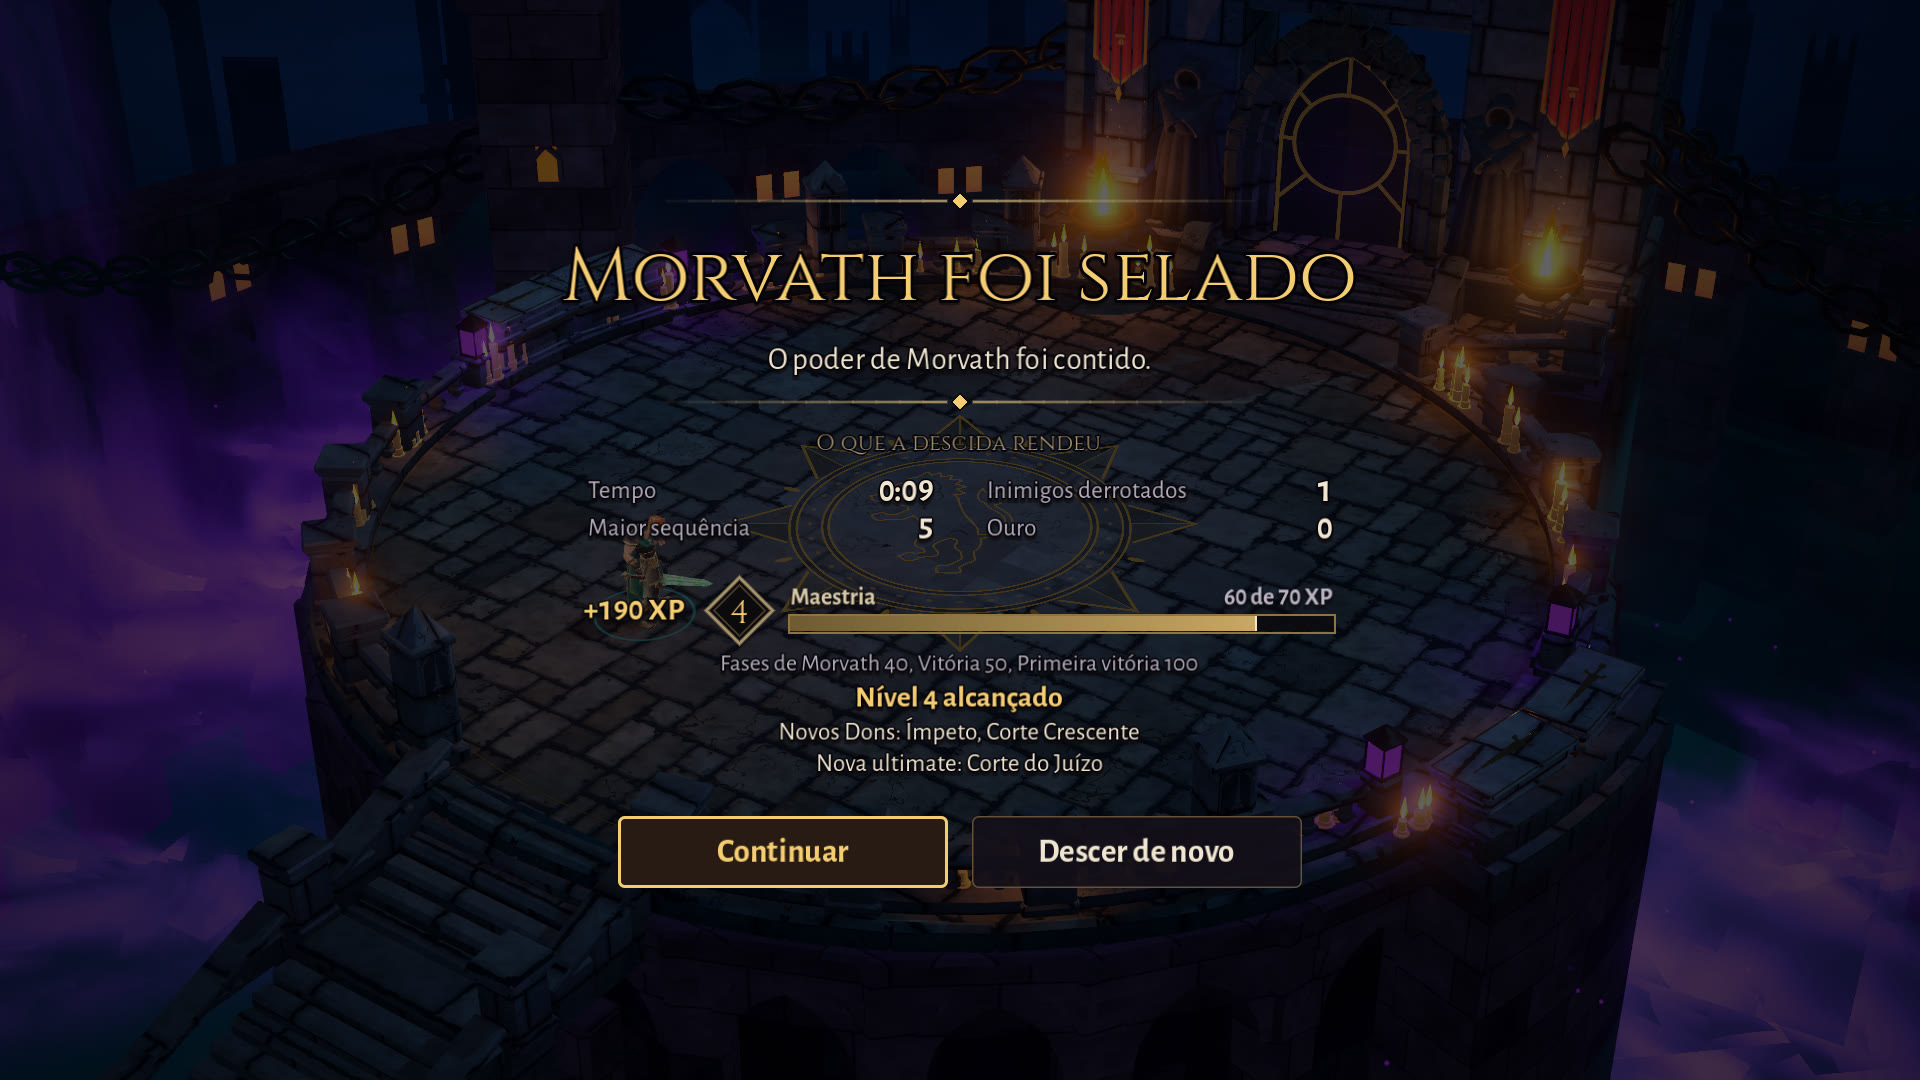 Morvath foi selado
O poder de Morvath foi contido.
O que a descida rendeu
Tempo 0:09 Inimigos derrotados 1
Maior sequência 5 Ouro 0
+190 XP 4 Maestria 60 de 70 XP
Fases de Morvath 40, Vitória 50, Primeira vitória 100
Nível 4 alcançado
Novos Dons: Ímpeto, Corte Crescente
Nova ultimate: Corte do Juízo
Continuar Descer de novo